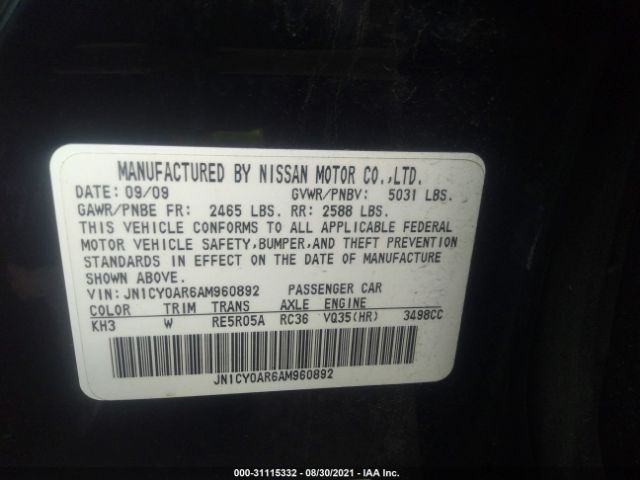 MANUFACTURED BY NISSAN MOTOR CO.,LTD.
DATE: 09/09 GVWR/PNBV: 5031 LBS.
GAWR/PNBE FR: 2465 LBS. RR: 2588 LBS.
THIS VEHICLE CONFORMS TO ALL APPLICABLE FEDERAL
MOTOR VEHICLE SAFETY,BUMPER,AND THEFT PREVENTION
STANDARDS IN EFFECT ON THE DATE OF MANUFACTURE
SHOWN ABOVE.
VIN: JN1CY0AR6AM960892 PASSENGER CAR
COLOR TRIM TRANS AXLE ENGINE
KH3 W RE5R05A RC36 VQ35(HR) 3498CC
JN1CY0AR6AM960892
000-31115332 - 08/30/2021 - IAA Inc.